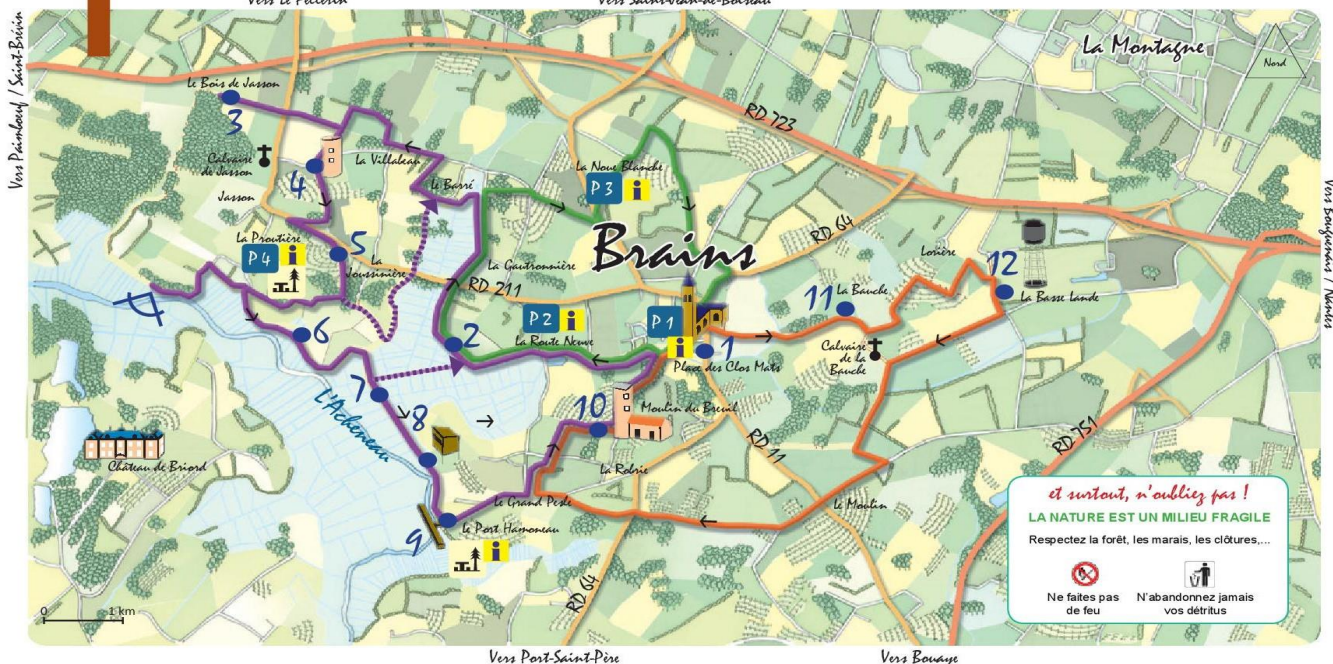 Vers Le Pellerin
Vers Saint-Jean-de-Boiseau
Vers Paimboeuf / Saint-Brévin
La Montagne
Nord
Le Bois de Jasson
3
RD 723
Calvaire
de Jasson
4
La Villabeau
La Noue Blanche
P3 i
Le Barré
Jasson
Vers Bouguenais / Nantes
Brains
RD 64
La Proutière
P4 i
5
La
Joussinière
La Gautronnière
RD 211
Lorière
12
La Basse Lande
11
La Bauche
P2 i
La Route Neuve
P1
i
1
Place des Clos Mats
6
2
Calvaire
de la
Bauche
7
L'Acheneau
8
10
Moulin du Breuil
RD 11
RD 751
Château de Briord
La Robrie
Le Grand Pesle
Le Moulin
9
Le Port Hamoneau
i
RD 64
et surtout, n'oubliez pas !
LA NATURE EST UN MILIEU FRAGILE
Respectez la forêt, les marais, les clôtures,...
Ne faites pas
de feu
N'abandonnez jamais
vos détritus
0 1 km
Vers Port-Saint-Père
Vers Bouaye